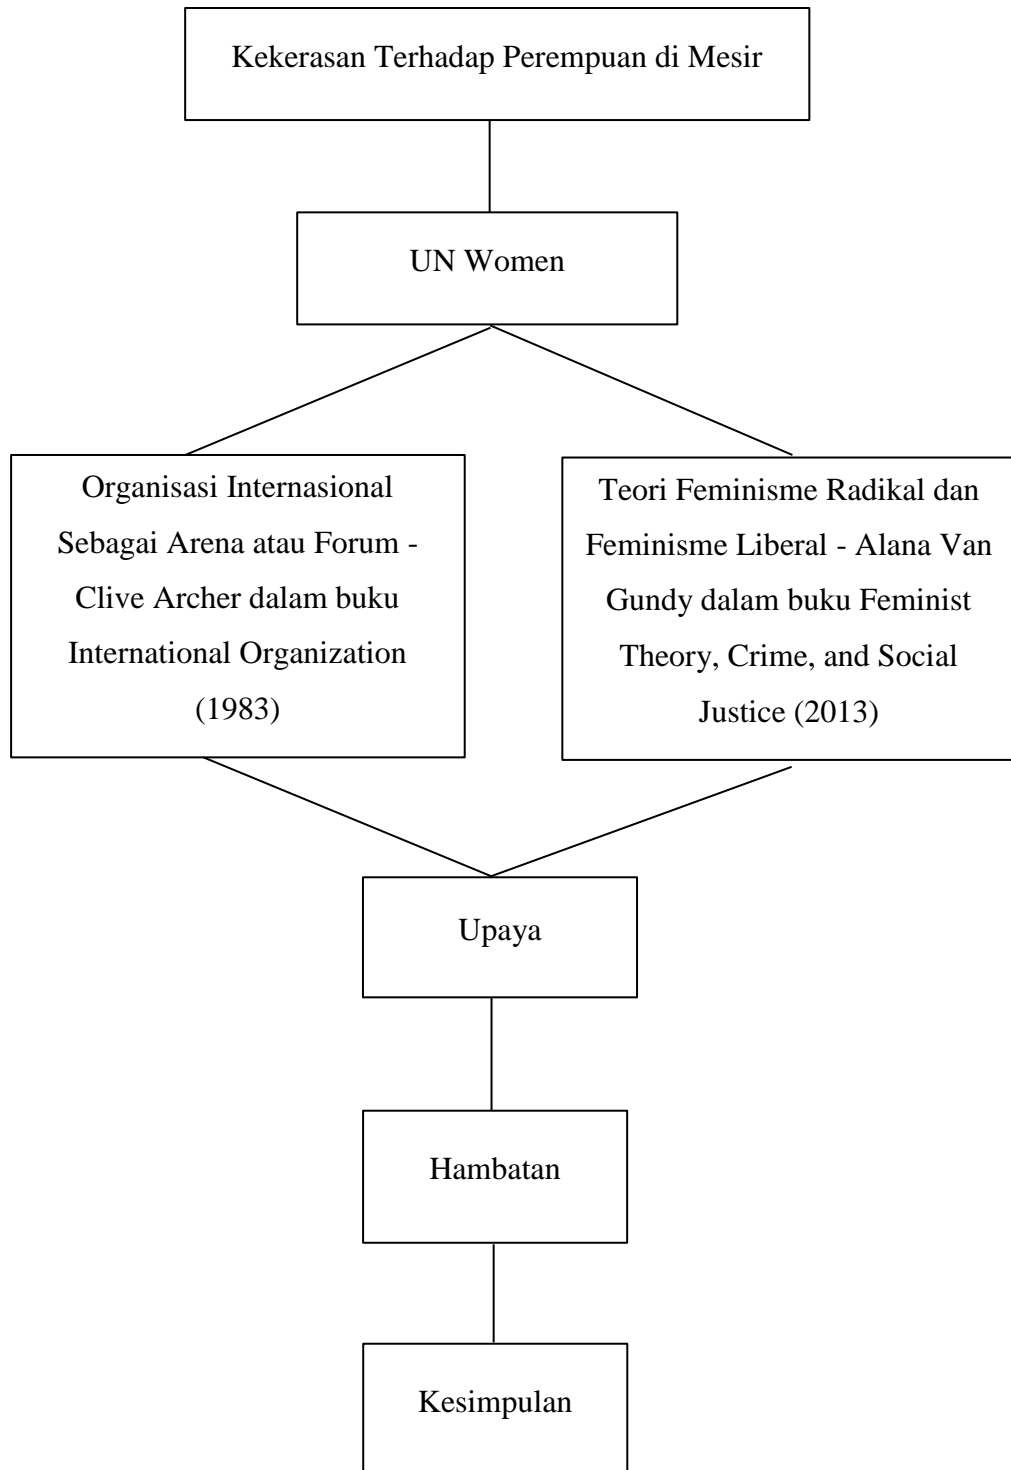 Kekerasan Terhadap Perempuan di Mesir
UN Women
Organisasi Internasional
Sebagai Arena atau Forum -
Clive Archer dalam buku
International Organization
(1983)
Teori Feminisme Radikal dan
Feminisme Liberal - Alana Van
Gundy dalam buku Feminist
Theory, Crime, and Social
Justice (2013)
Upaya
Hambatan
Kesimpulan